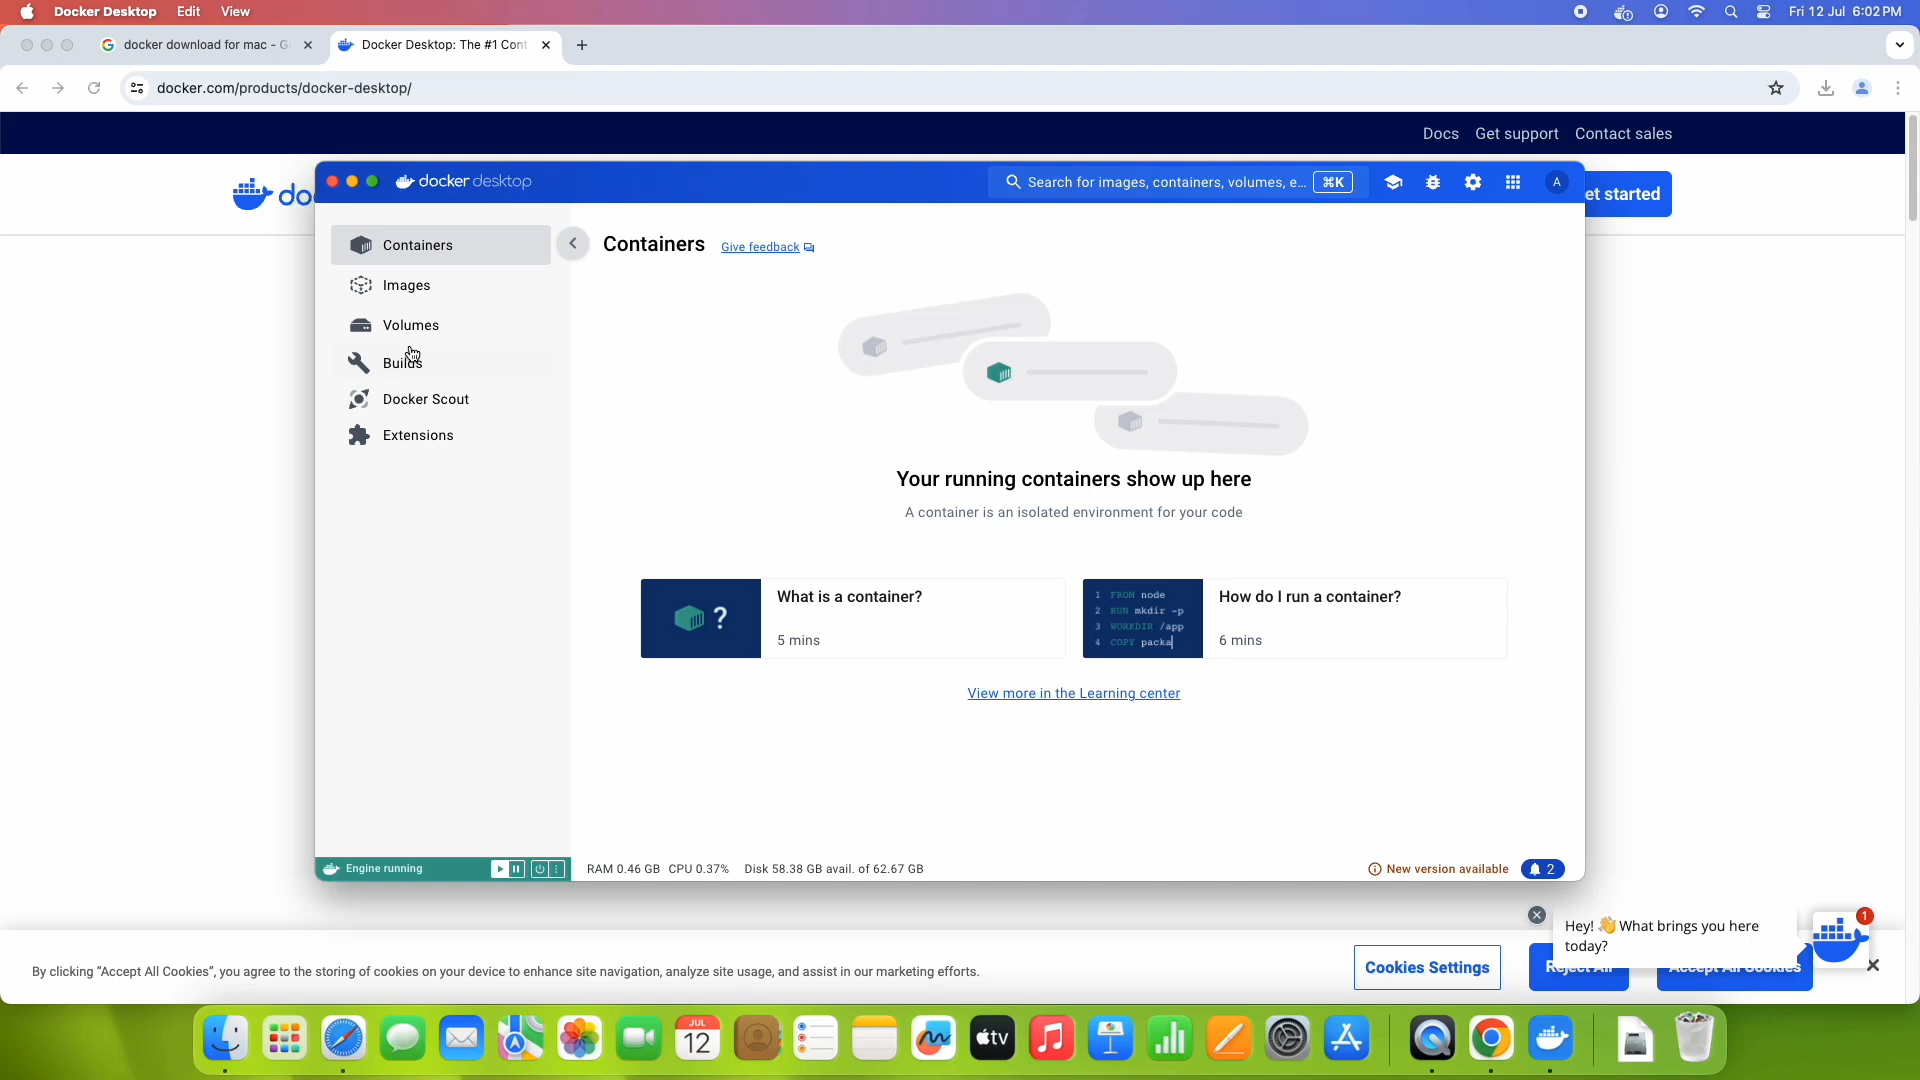 Docker Desktop Edit View
Fri 12 Jul 6:02 PM
docker download for mac - G
Docker Desktop: The #1 Cont
docker.com/products/docker-desktop/
Docs Get support Contact sales
docker desktop
Search for images, containers, volumes, e... ⌘K
A
et started
Containers
Images
Volumes
Builds
Docker Scout
Extensions
Containers Give feedback
Your running containers show up here
A container is an isolated environment for your code
?
What is a container?
5 mins
1 FROM node
2 RUN mkdir -p
3 WORKDIR /app
4 COPY packa
How do I run a container?
6 mins
View more in the Learning center
Engine running
RAM 0.46 GB CPU 0.37% Disk 58.38 GB avail. of 62.67 GB
New version available 2
Hey! 👋 What brings you here
today?
1
By clicking “Accept All Cookies”, you agree to the storing of cookies on your device to enhance site navigation, analyze site usage, and assist in our marketing efforts.
Cookies Settings
Reject All
Accept All Cookies
JUL
12
tv